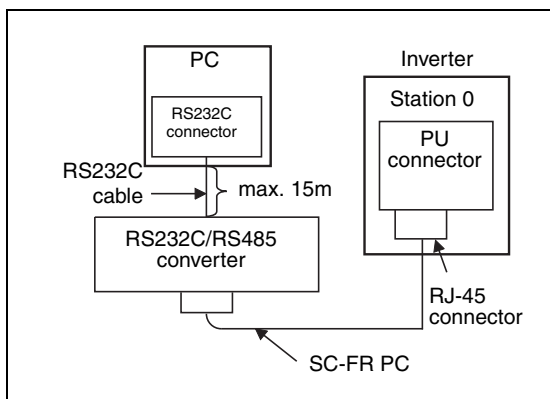 PC
RS232C
connector
RS232C
cable
max. 15m
RS232C/RS485
converter
Inverter
Station 0
PU
connector
RJ-45
connector
SC-FR PC